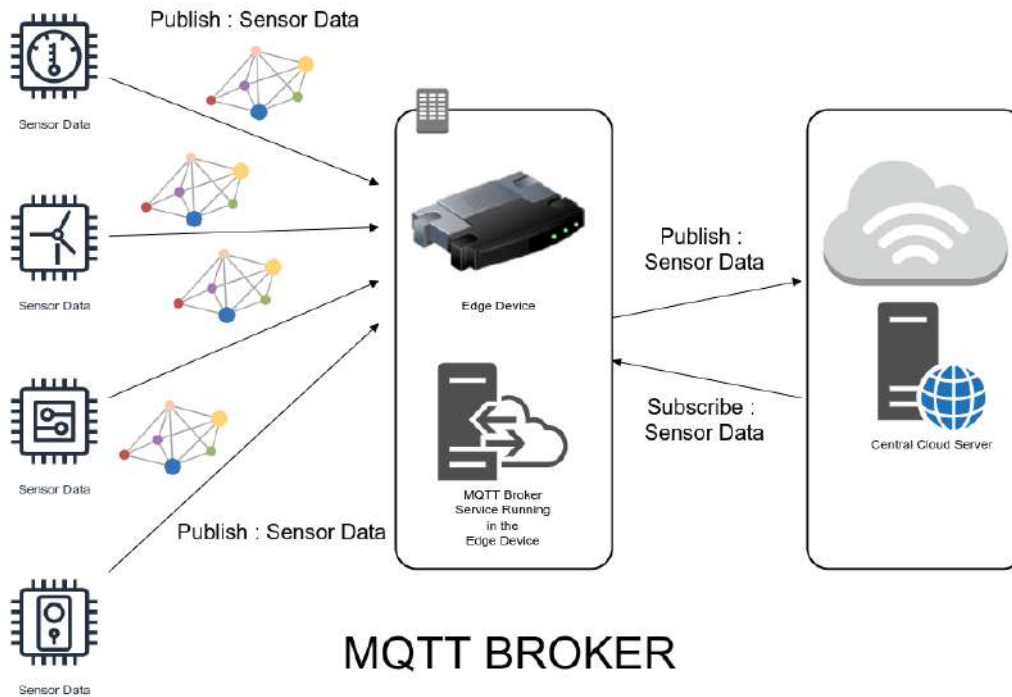 Publish : Sensor Data
Sensor Data
Sensor Data
Sensor Data
Publish : Sensor Data
Sensor Data
Edge Device
MQTT Broker
Service Running
in the
Edge Device
Publish :
Sensor Data
Subscribe :
Sensor Data
Central Cloud Server
MQTT BROKER